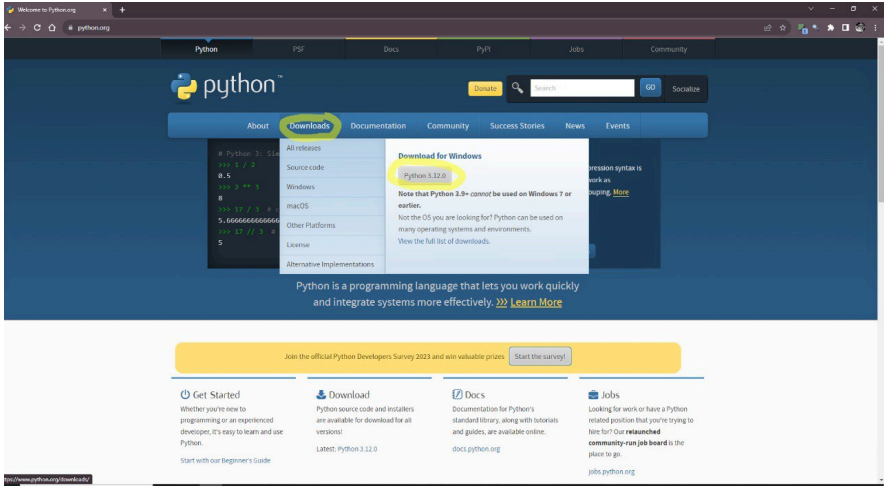 Welcome to Python.org
python.org
Python PSF Docs PyPI Jobs Community
python™
Donate Search GO Socialize
About Downloads Documentation Community Success Stories News Events
# Python 3: Sim
>>> 1 / 2
0.5
>>> 2 ** 3
8
>>> 17 / 3 #
5.66666666666666
>>> 17 // 3 #
5
All releases
Source code
Windows
macOS
Other Platforms
License
Alternative Implementations
Download for Windows
Python 3.12.0
Note that Python 3.9+ cannot be used on Windows 7 or
earlier.
Not the OS you are looking for? Python can be used on
many operating systems and environments.
View the full list of downloads.
pression syntax is
work as
ouping. More
Python is a programming language that lets you work quickly
and integrate systems more effectively. >>> Learn More
Join the official Python Developers Survey 2023 and win valuable prizes Start the survey!
Get Started
Whether you're new to
programming or an experienced
developer, it's easy to learn and use
Python.
Start with our Beginner's Guide
Download
Python source code and installers
are available for download for all
versions!
Latest: Python 3.12.0
Docs
Documentation for Python's
standard library, along with tutorials
and guides, are available online.
docs.python.org
Jobs
Looking for work or have a Python
related position that you're trying to
hire for? Our relaunched
community-run job board is the
place to go.
jobs.python.org
tps://www.python.org/downloads/